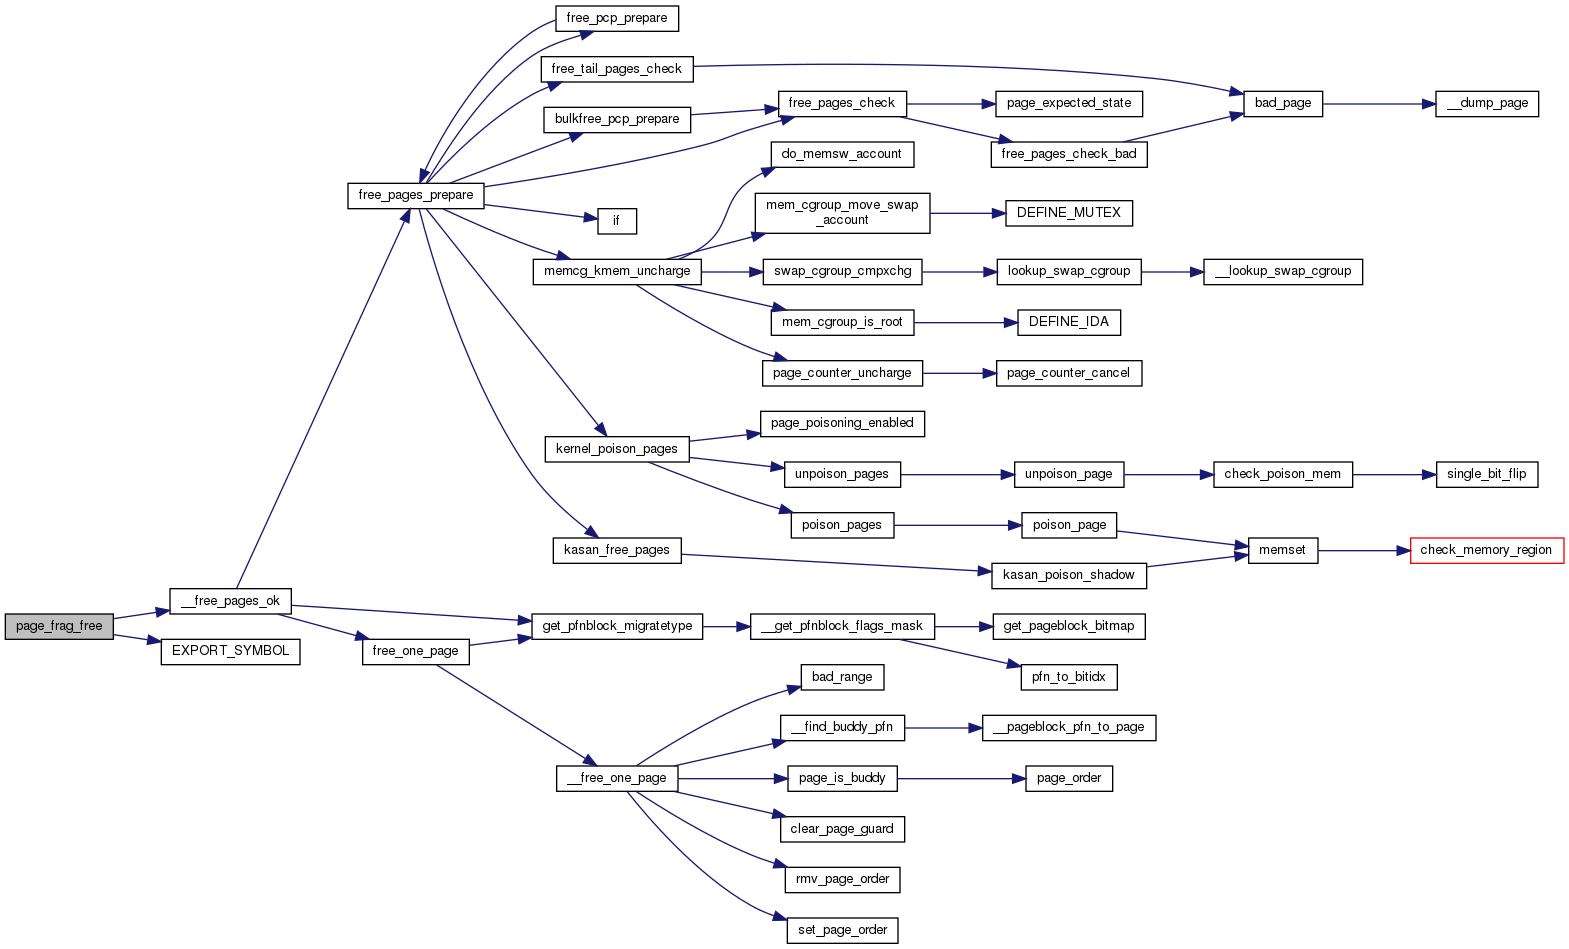 free_pcp_prepare
free_tail_pages_check
bulkfree_pcp_prepare
free_pages_check
page_expected_state
bad_page
__dump_page
free_pages_check_bad
do_memsw_account
free_pages_prepare
if
mem_cgroup_move_swap
_account
DEFINE_MUTEX
memcg_kmem_uncharge
swap_cgroup_cmpxchg
lookup_swap_cgroup
__lookup_swap_cgroup
mem_cgroup_is_root
DEFINE_IDA
page_counter_uncharge
page_counter_cancel
page_poisoning_enabled
kernel_poison_pages
unpoison_pages
unpoison_page
check_poison_mem
single_bit_flip
poison_pages
poison_page
kasan_free_pages
memset
check_memory_region
kasan_poison_shadow
__free_pages_ok
page_frag_free
get_pfnblock_migratetype
__get_pfnblock_flags_mask
get_pageblock_bitmap
EXPORT_SYMBOL
free_one_page
bad_range
pfn_to_bitidx
__find_buddy_pfn
__pageblock_pfn_to_page
__free_one_page
page_is_buddy
page_order
clear_page_guard
rmv_page_order
set_page_order